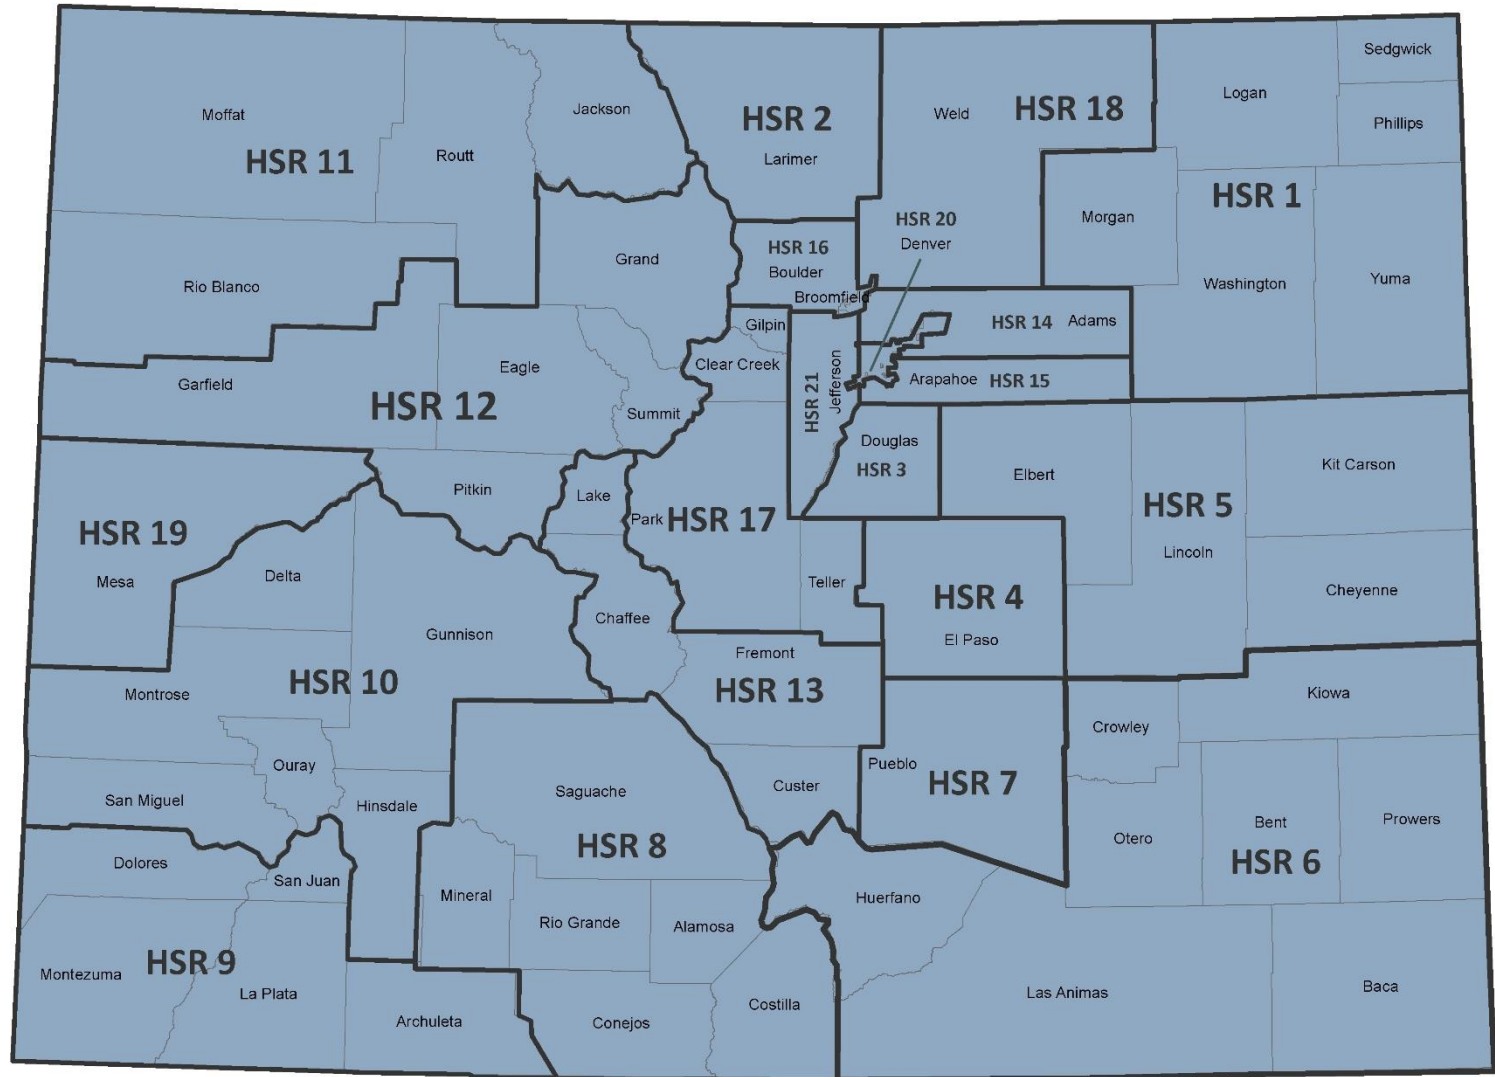 Sedgwick
Logan
Jackson
Moffat
HSR 2
HSR 18
Weld
Phillips
Routt
HSR 11
Larimer
HSR 1
Morgan
HSR 20
Denver
HSR 16
Boulder
Grand
Rio Blanco
Washington
Yuma
Broomfield
Gilpin
HSR 14
Adams
Clear Creek
Eagle
Garfield
Arapahoe
HSR 15
HSR 21
Jefferson
HSR 12
Summit
Douglas
HSR 3
Elbert
Kit Carson
Pitkin
Lake
Park
HSR 17
HSR 5
Lincoln
HSR 19
Mesa
Delta
Teller
HSR 4
El Paso
Cheyenne
Chaffee
Gunnison
Fremont
HSR 13
HSR 10
Montrose
Kiowa
Crowley
Ouray
Pueblo
HSR 7
Custer
San Miguel
Hinsdale
Saguache
HSR 8
Bent
Prowers
Otero
HSR 6
Dolores
San Juan
Mineral
Huerfano
Rio Grande
Alamosa
HSR 9
Montezuma
La Plata
Las Animas
Baca
Costilla
Archuleta
Conejos